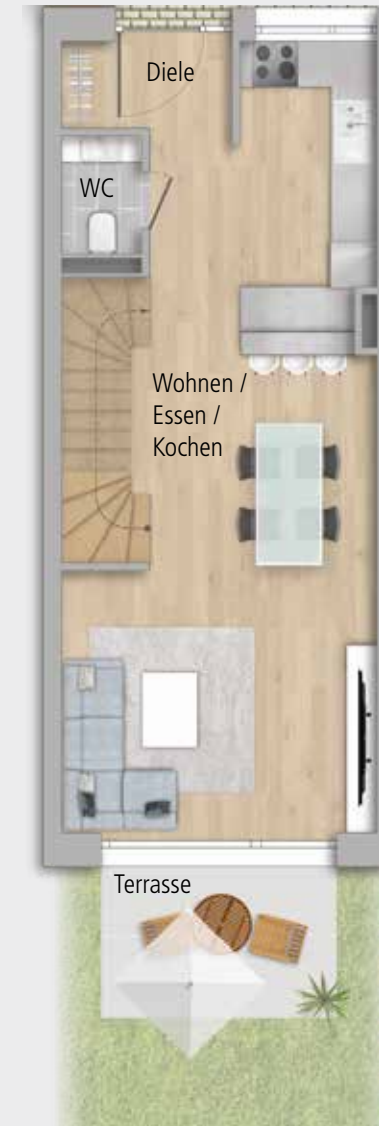 Diele
WC
Wohnen /
Essen /
Kochen
Terrasse